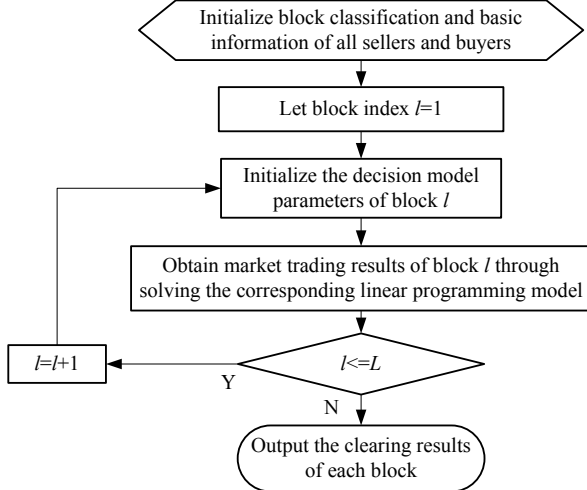 Initialize block classification and basic
information of all sellers and buyers
Let block index l=1
Initialize the decision model
parameters of block l
Obtain market trading results of block l through
solving the corresponding linear programming model
l=l+1
l<=L
Y
N
Output the clearing results
of each block